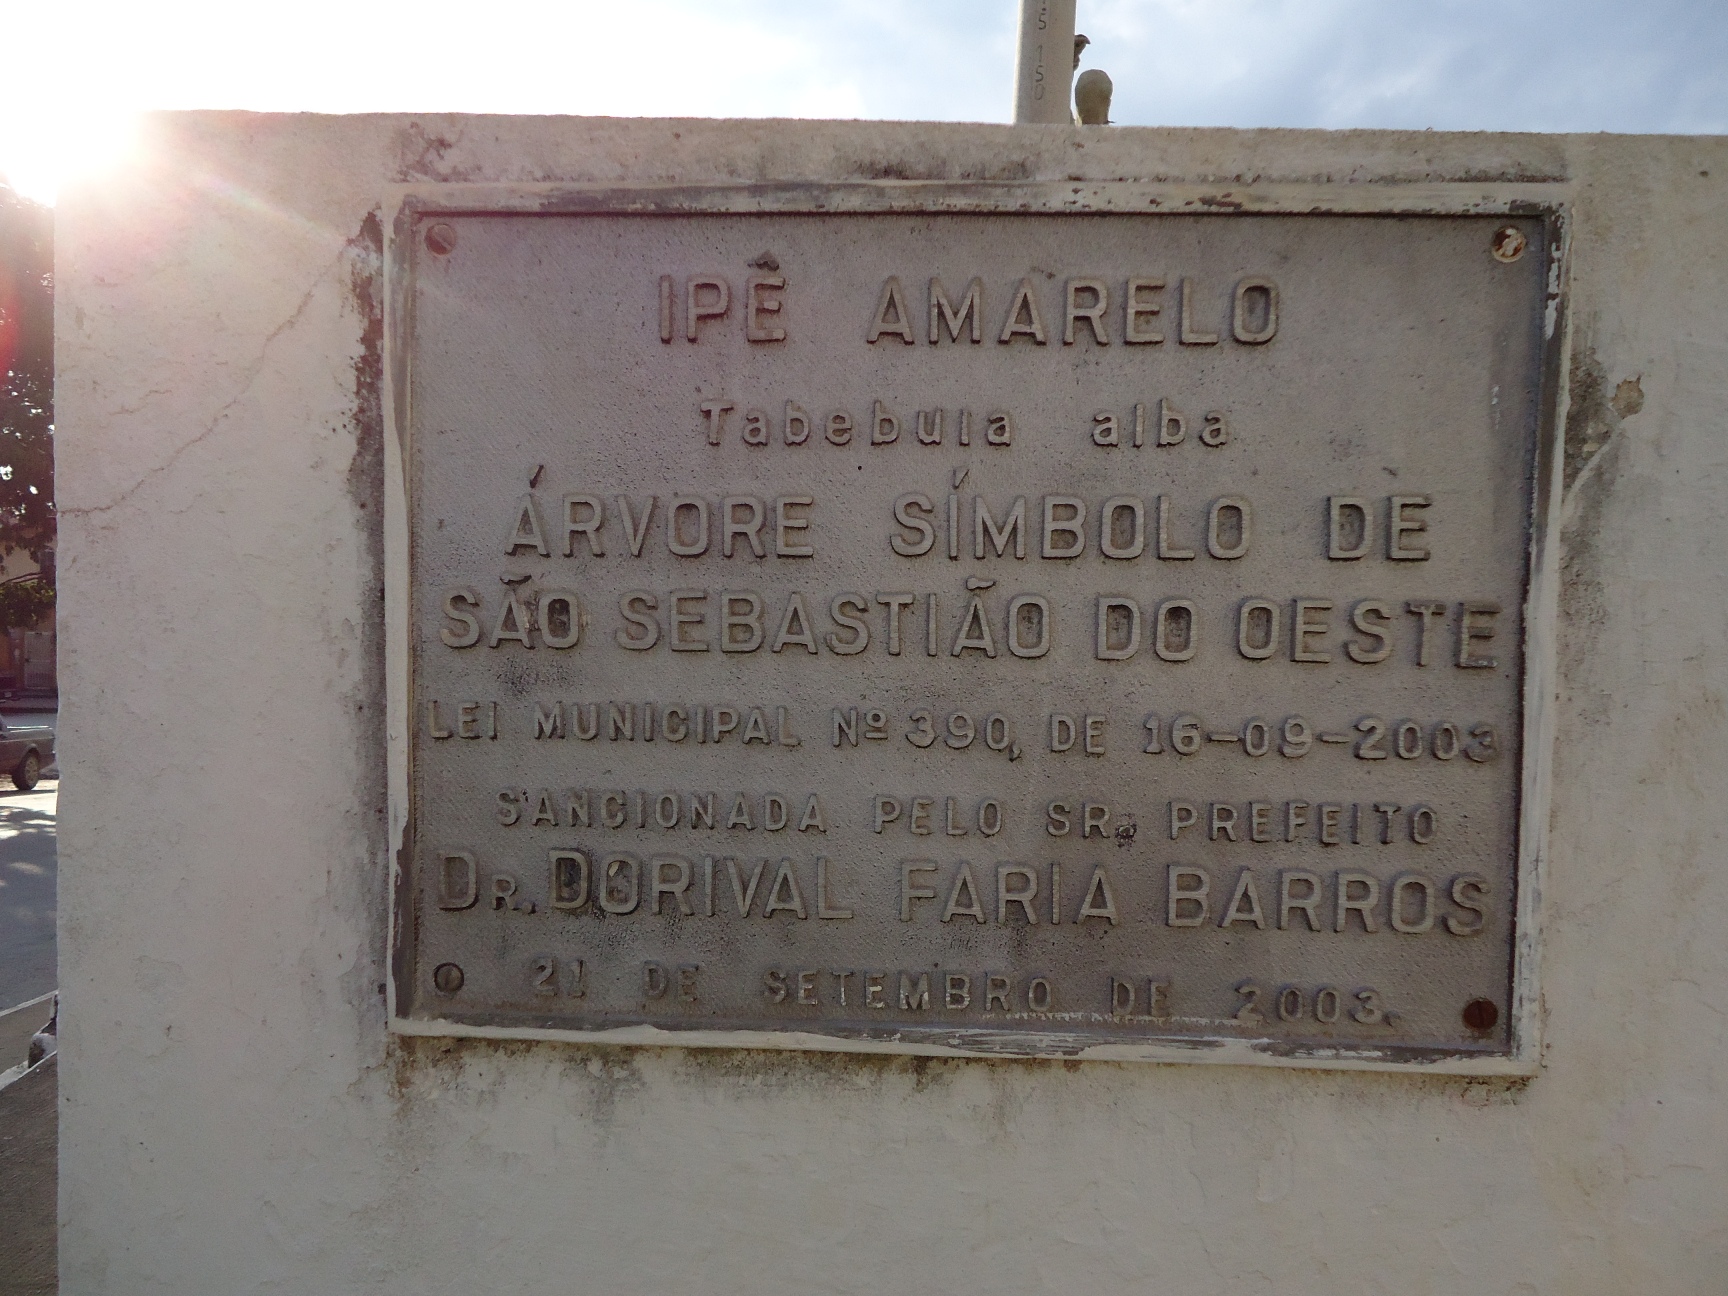 S 150
IPÊ AMARELO
Tabebuia alba
ÁRVORE SÍMBOLO DE
SÃO SEBASTIÃO DO OESTE
LEI MUNICIPAL Nº 390, DE 16-09-2003
SANCIONADA PELO SR. PREFEITO
DR. DORIVAL FARIA BARROS
21 DE SETEMBRO DE 2003.